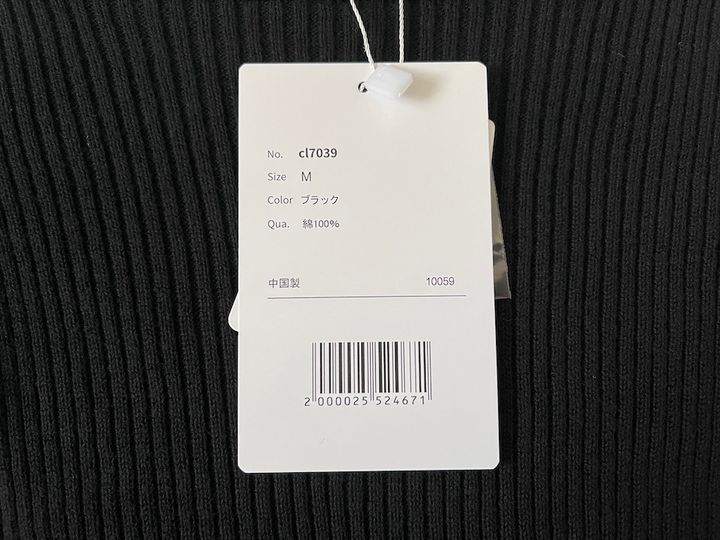 No. cl7039
Size M
Color ブラック
Qua. 綿100%
中国製 10059
2 000025 524671